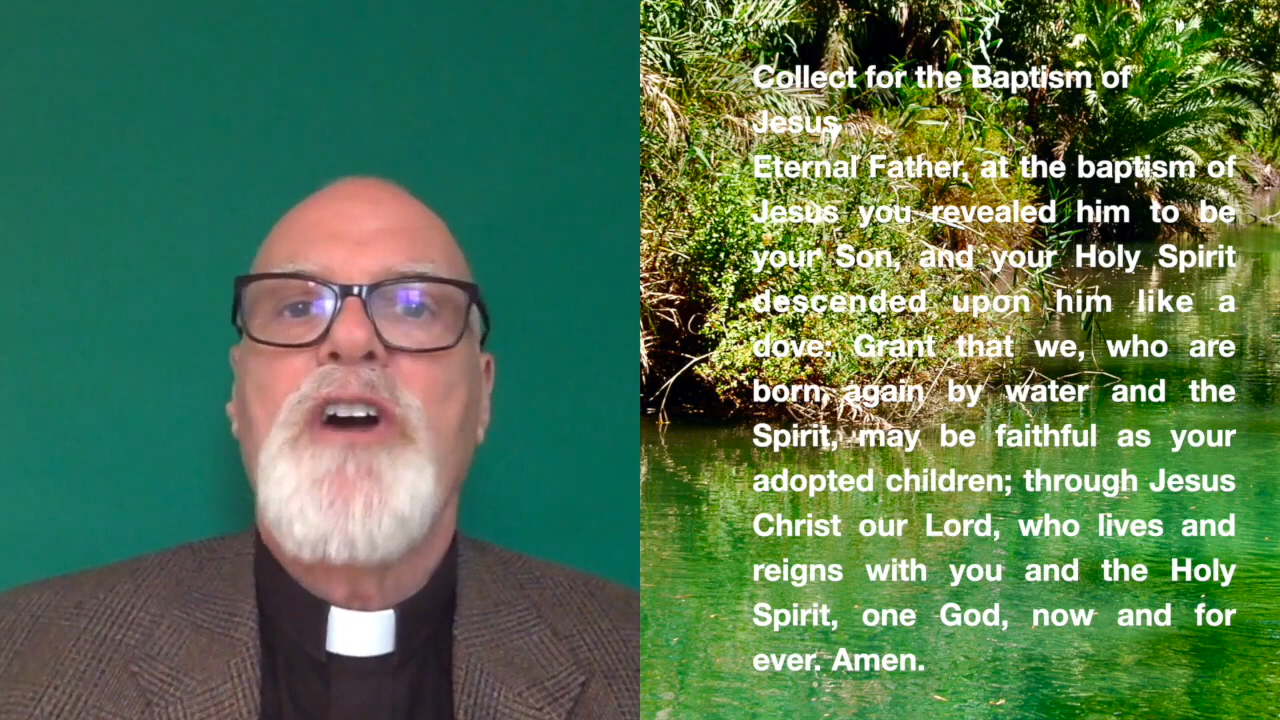 Collect for the Baptism of
Jesus
Eternal Father, at the baptism of
Jesus you revealed him to be
your Son, and your Holy Spirit
descended upon him like a
dove: Grant that we, who are
born again by water and the
Spirit, may be faithful as your
adopted children; through Jesus
Christ our Lord, who lives and
reigns with you and the Holy
Spirit, one God, now and for
ever. Amen.